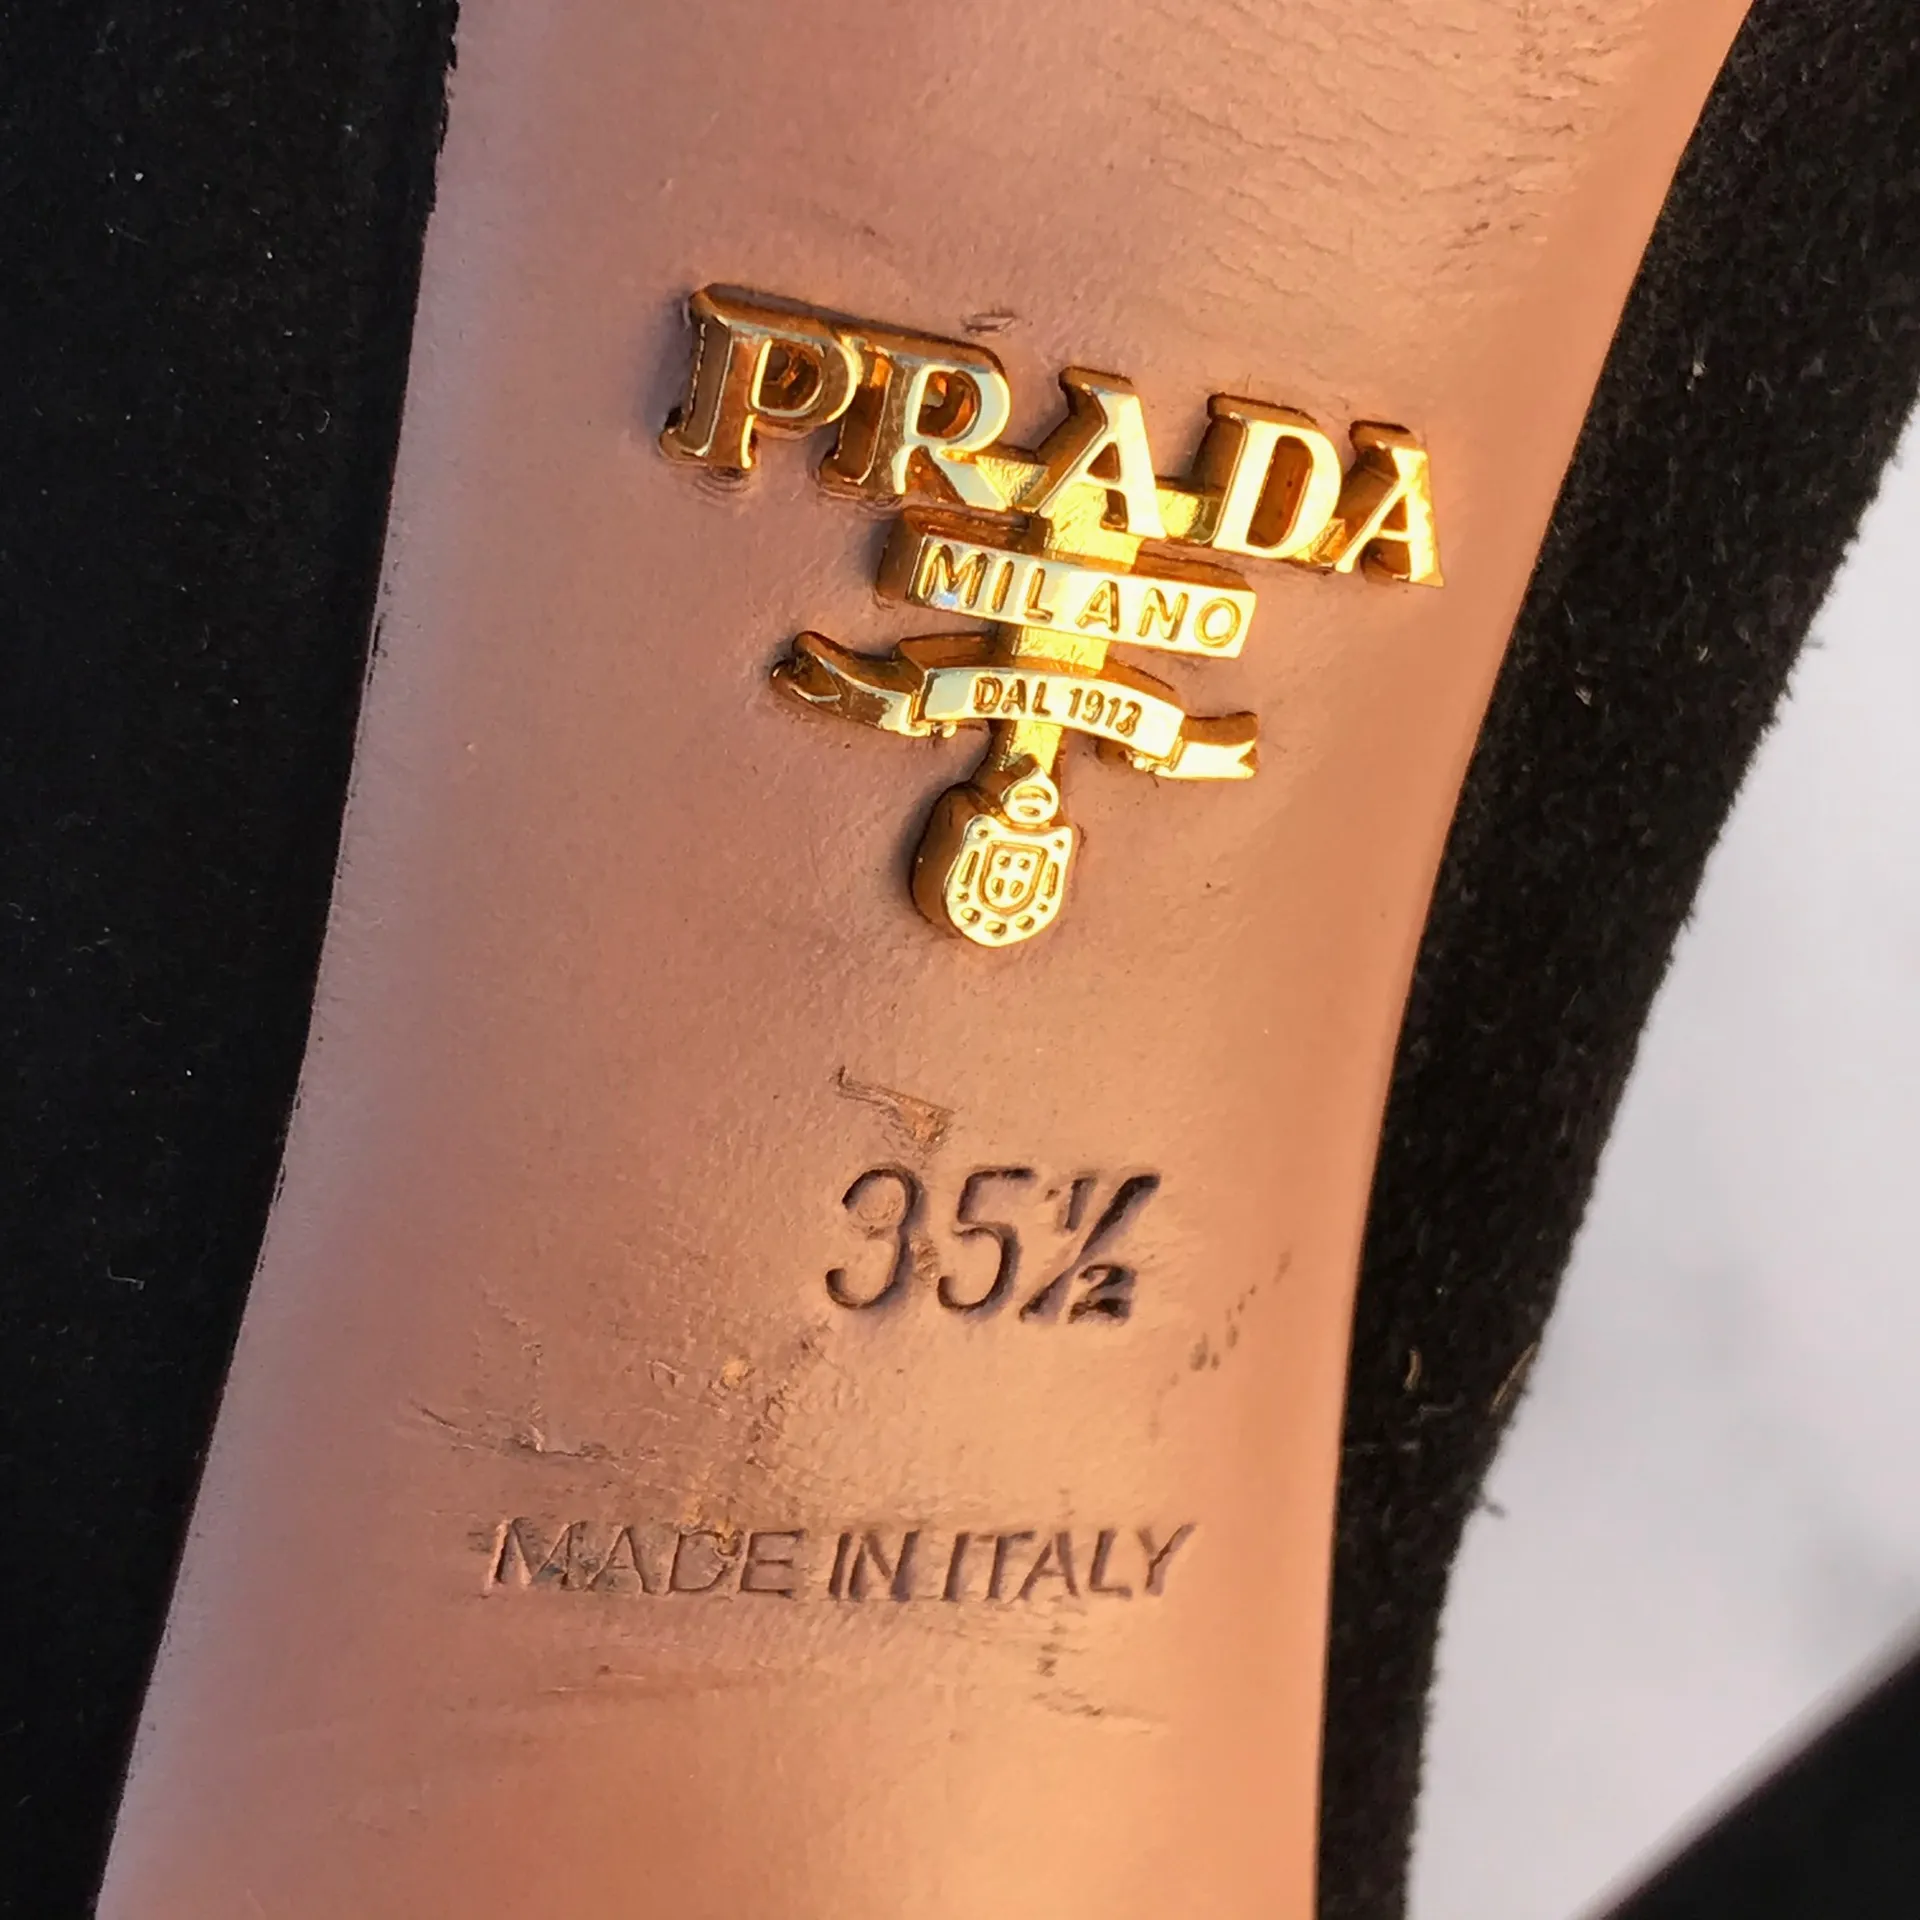 PRADA
MILANO
DAL 1913
35½
MADE IN ITALY